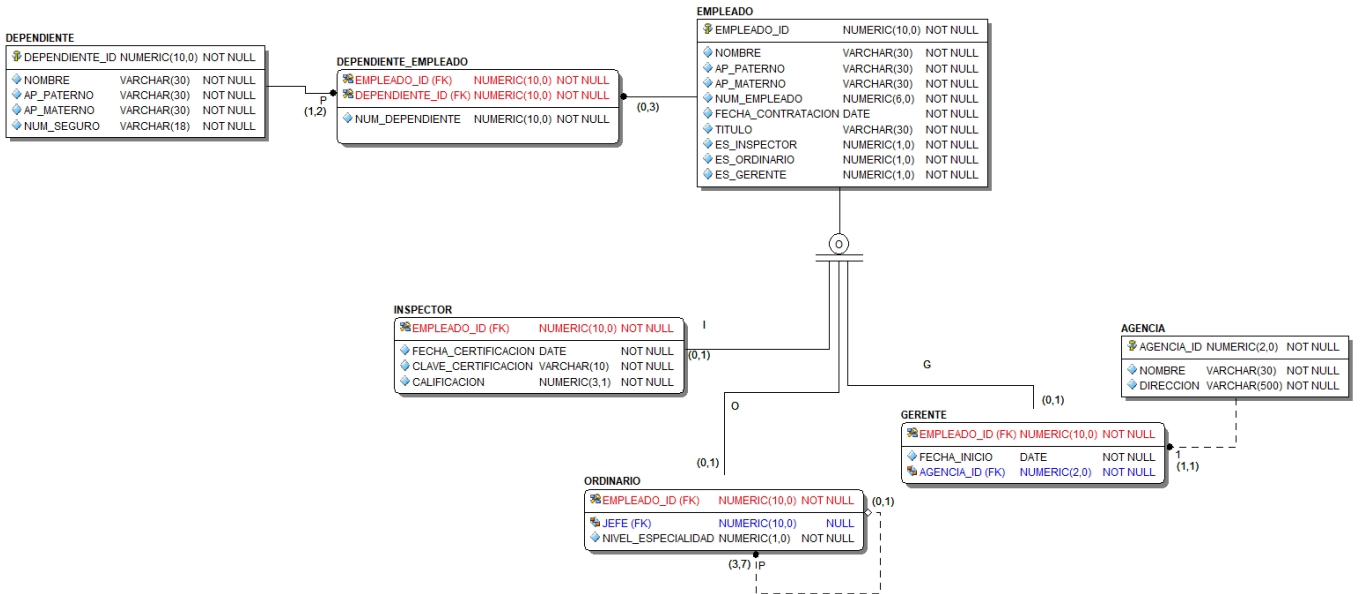 DEPENDIENTE
DEPENDIENTE_ID NUMERIC(10,0) NOT NULL
NOMBRE VARCHAR(30) NOT NULL
AP_PATERNO VARCHAR(30) NOT NULL
AP_MATERNO VARCHAR(30) NOT NULL
NUM_SEGURO VARCHAR(18) NOT NULL
P
(1,2)
DEPENDIENTE_EMPLEADO
EMPLEADO_ID (FK) NUMERIC(10,0) NOT NULL
DEPENDIENTE_ID (FK) NUMERIC(10,0) NOT NULL
NUM_DEPENDIENTE NUMERIC(10,0) NOT NULL
(0,3)
EMPLEADO
EMPLEADO_ID NUMERIC(10,0) NOT NULL
NOMBRE VARCHAR(30) NOT NULL
AP_PATERNO VARCHAR(30) NOT NULL
AP_MATERNO VARCHAR(30) NOT NULL
NUM_EMPLEADO NUMERIC(6,0) NOT NULL
FECHA_CONTRATACION DATE NOT NULL
TITULO VARCHAR(30) NOT NULL
ES_INSPECTOR NUMERIC(1,0) NOT NULL
ES_ORDINARIO NUMERIC(1,0) NOT NULL
ES_GERENTE NUMERIC(1,0) NOT NULL
O
INSPECTOR
EMPLEADO_ID (FK) NUMERIC(10,0) NOT NULL
FECHA_CERTIFICACION DATE NOT NULL
CLAVE_CERTIFICACION VARCHAR(10) NOT NULL
CALIFICACION NUMERIC(3,1) NOT NULL
I
(0,1)
O
(0,1)
G
(0,1)
AGENCIA
AGENCIA_ID NUMERIC(2,0) NOT NULL
NOMBRE VARCHAR(30) NOT NULL
DIRECCION VARCHAR(500) NOT NULL
GERENTE
EMPLEADO_ID (FK) NUMERIC(10,0) NOT NULL
FECHA_INICIO DATE NOT NULL
AGENCIA_ID (FK) NUMERIC(2,0) NOT NULL
1
(1,1)
ORDINARIO
EMPLEADO_ID (FK) NUMERIC(10,0) NOT NULL
JEFE (FK) NUMERIC(10,0) NULL
NIVEL_ESPECIALIDAD NUMERIC(1,0) NOT NULL
(0,1)
(3,7) P